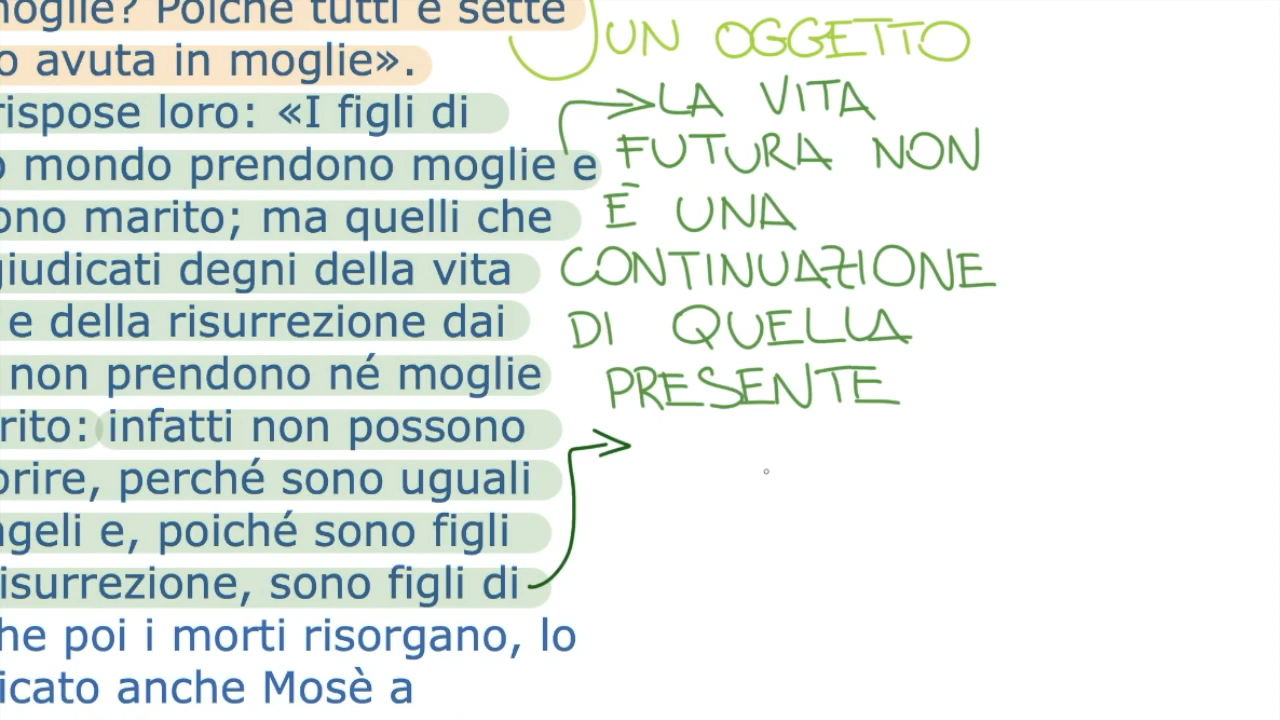 moglie? Poiché tutti e sette
o avuta in moglie».
rispose loro: «I figli di
o mondo prendono moglie e
ono marito; ma quelli che
giudicati degni della vita
e della risurrezione dai
non prendono né moglie
rito: infatti non possono
orire, perché sono uguali
ngeli e, poiché sono figli
isurrezione, sono figli di
he poi i morti risorgano, lo
icato anche Mosè a
UN OGGETTO
LA VITA
FUTURA NON
È UNA
CONTINUAZIONE
DI QUELLA
PRESENTE